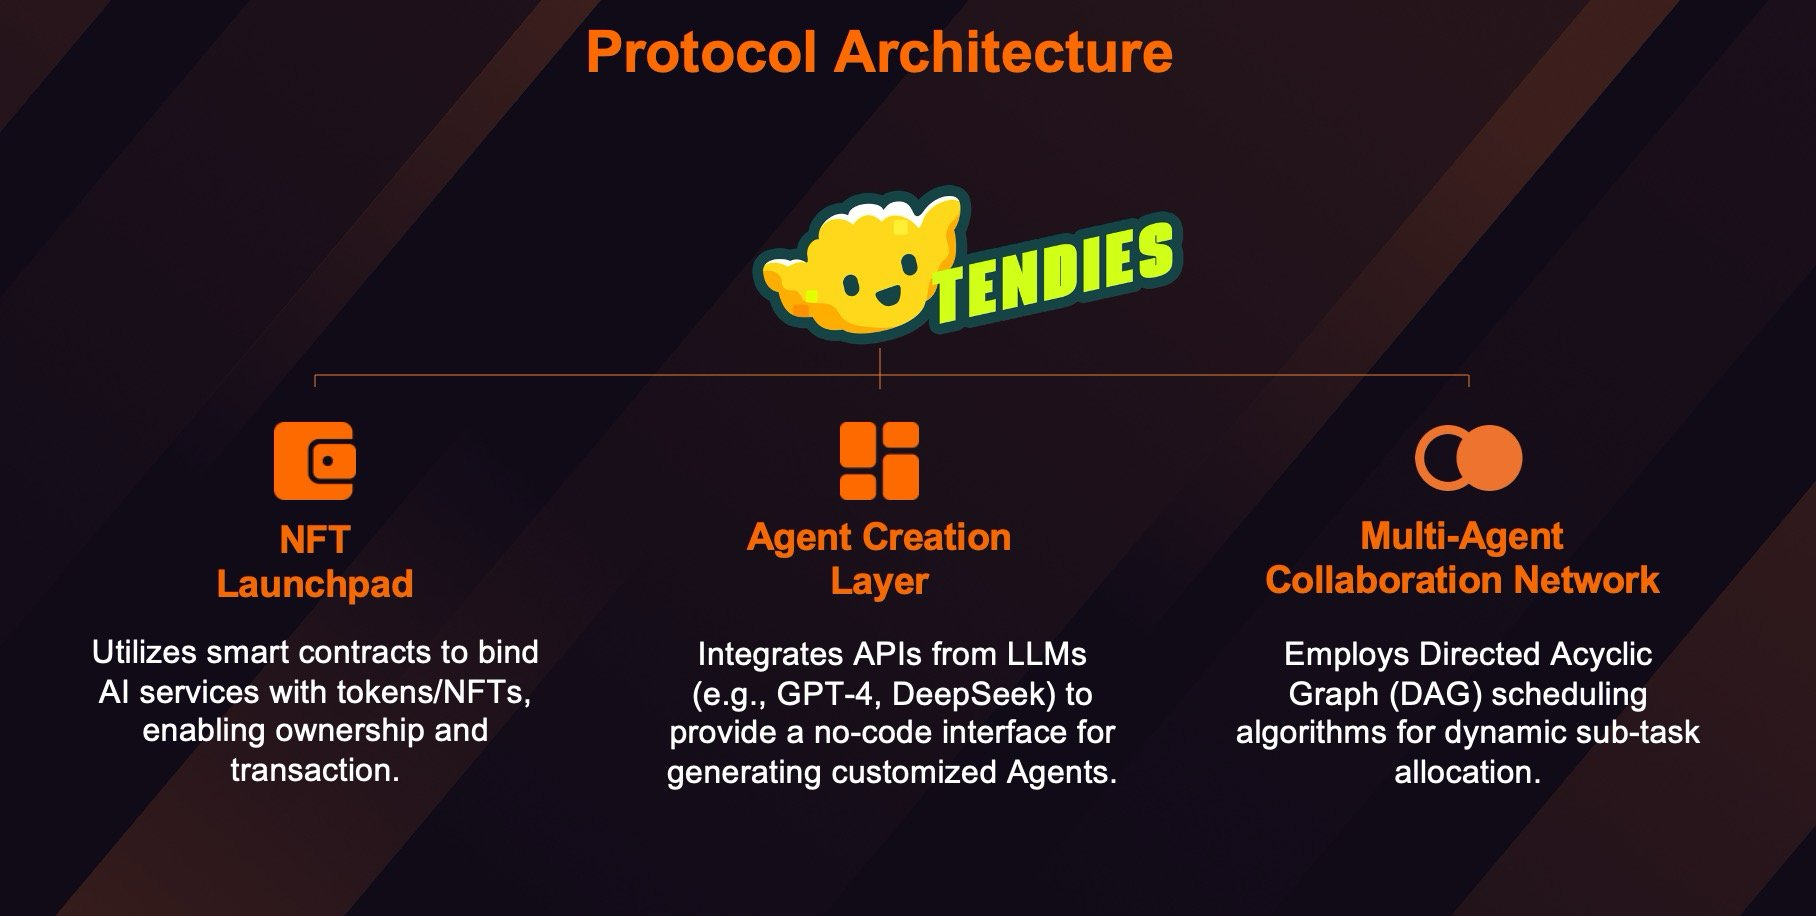 Protocol Architecture
TENDIES
NFT
Launchpad
Utilizes smart contracts to bind
AI services with tokens/NFTs,
enabling ownership and
transaction.
Agent Creation
Layer
Integrates APIs from LLMs
(e.g., GPT-4, DeepSeek) to
provide a no-code interface for
generating customized Agents.
Multi-Agent
Collaboration Network
Employs Directed Acyclic
Graph (DAG) scheduling
algorithms for dynamic sub-task
allocation.